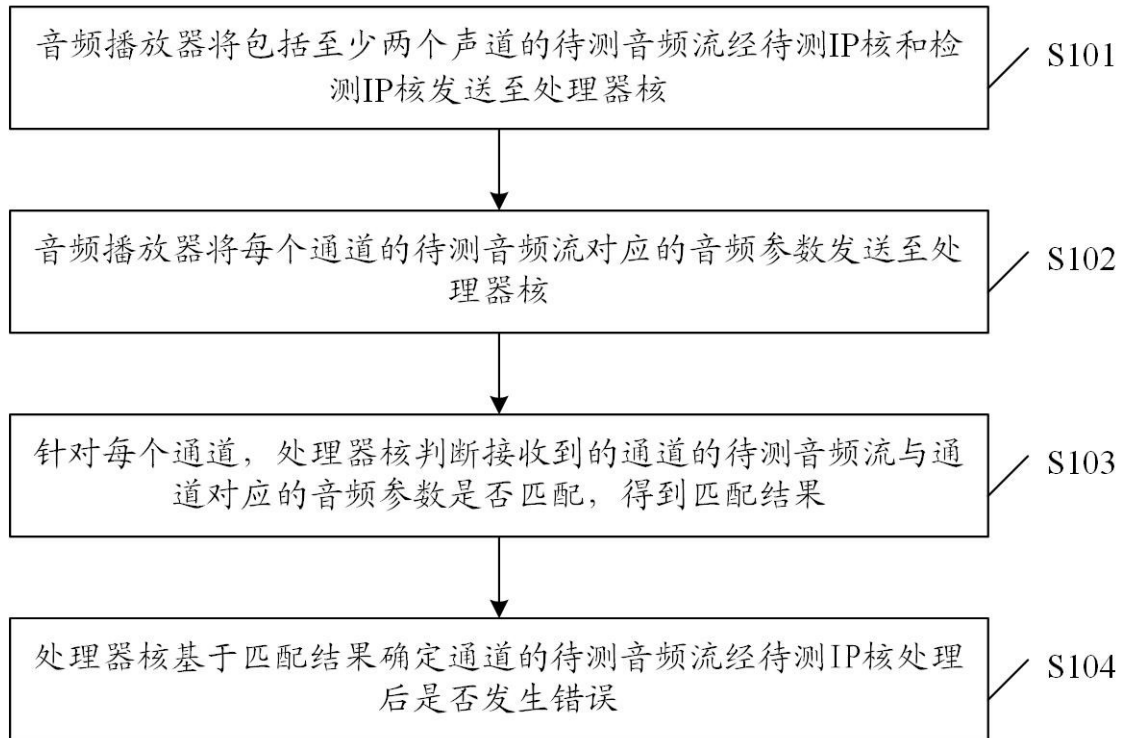 音频播放器将包括至少两个声道的待测音频流经待测IP核和检
测IP核发送至处理器核
S101
音频播放器将每个通道的待测音频流对应的音频参数发送至处
理器核
S102
针对每个通道，处理器核判断接收到的通道的待测音频流与通
道对应的音频参数是否匹配，得到匹配结果
S103
处理器核基于匹配结果确定通道的待测音频流经待测IP核处理
后是否发生错误
S104